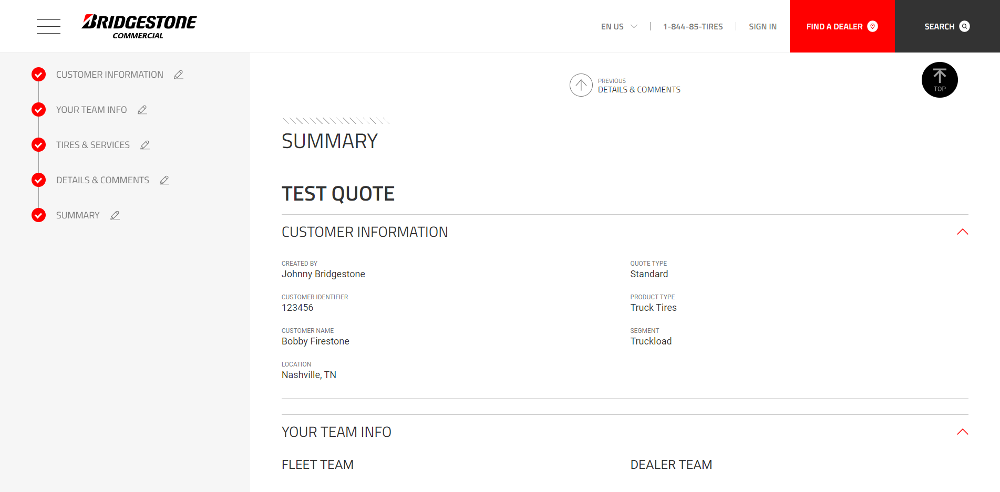 BRIDGESTONE
COMMERCIAL
EN US
1-844-85-TIRES
SIGN IN
FIND A DEALER
SEARCH
CUSTOMER INFORMATION
YOUR TEAM INFO
TIRES & SERVICES
DETAILS & COMMENTS
SUMMARY
PREVIOUS
DETAILS & COMMENTS
TOP
SUMMARY
TEST QUOTE
CUSTOMER INFORMATION
CREATED BY
Johnny Bridgestone
CUSTOMER IDENTIFIER
123456
CUSTOMER NAME
Bobby Firestone
LOCATION
Nashville, TN
QUOTE TYPE
Standard
PRODUCT TYPE
Truck Tires
SEGMENT
Truckload
YOUR TEAM INFO
FLEET TEAM
DEALER TEAM